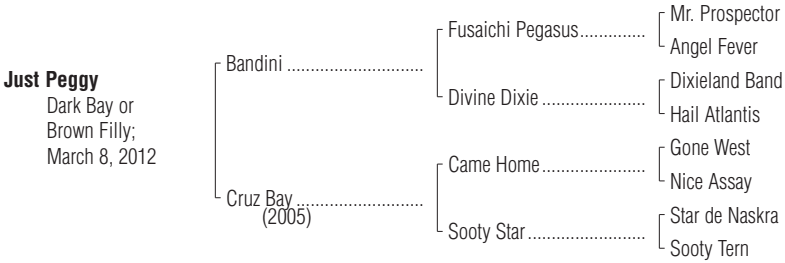 Just Peggy
Dark Bay or
Brown Filly;
March 8, 2012
Bandini ..............................
Cruz Bay ............................
(2005)
Fusaichi Pegasus..............
Divine Dixie ......................
Came Home......................
Sooty Star.........................
Mr. Prospector
Angel Fever
Dixieland Band
Hail Atlantis
Gone West
Nice Assay
Star de Naskra
Sooty Tern